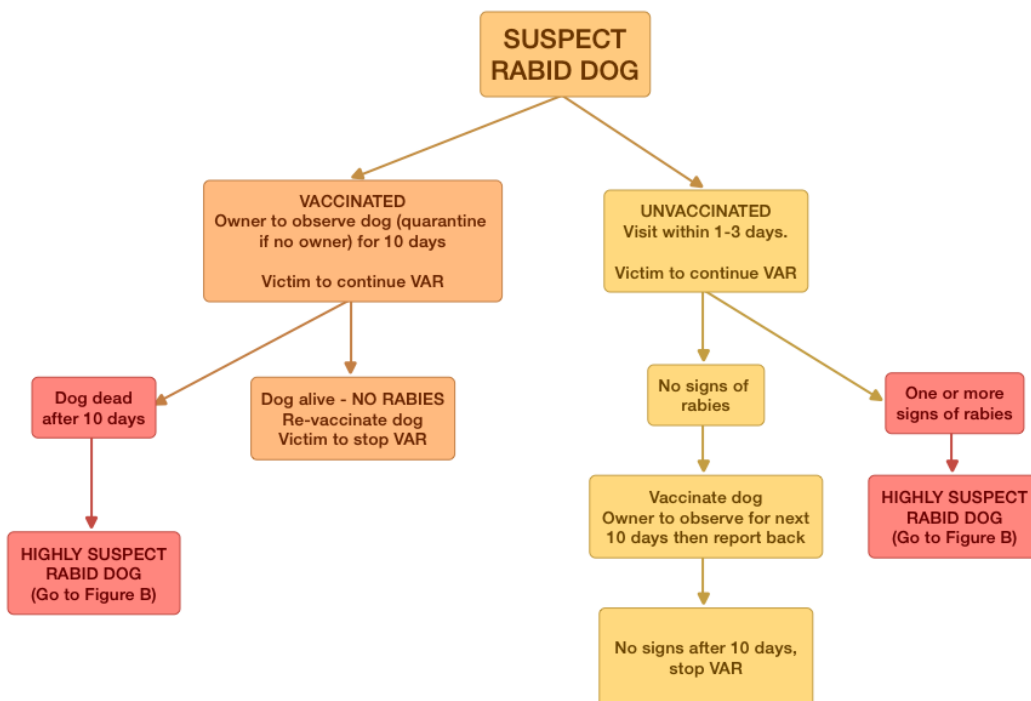 SUSPECT
RABID DOG
VACCINATED
Owner to observe dog (quarantine
if no owner) for 10 days
Victim to continue VAR
UNVACCINATED
Visit within 1-3 days.
Victim to continue VAR
Dog dead
after 10 days
Dog alive - NO RABIES
Re-vaccinate dog
Victim to stop VAR
No signs of
rabies
One or more
signs of rabies
HIGHLY SUSPECT
RABID DOG
(Go to Figure B)
Vaccinate dog
Owner to observe for next
10 days then report back
HIGHLY SUSPECT
RABID DOG
(Go to Figure B)
No signs after 10 days,
stop VAR